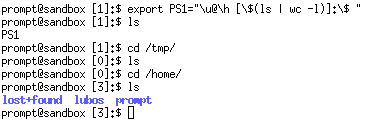 prompt@sandbox [1]:$ export PS1="\u@\h [\$(ls | wc -l)]:\$ "
prompt@sandbox [1]:$ ls
PS1
prompt@sandbox [1]:$ cd /tmp/
prompt@sandbox [0]:$ ls
prompt@sandbox [0]:$ cd /home/
prompt@sandbox [3]:$ ls
lost+found  lubos  prompt
prompt@sandbox [3]:$